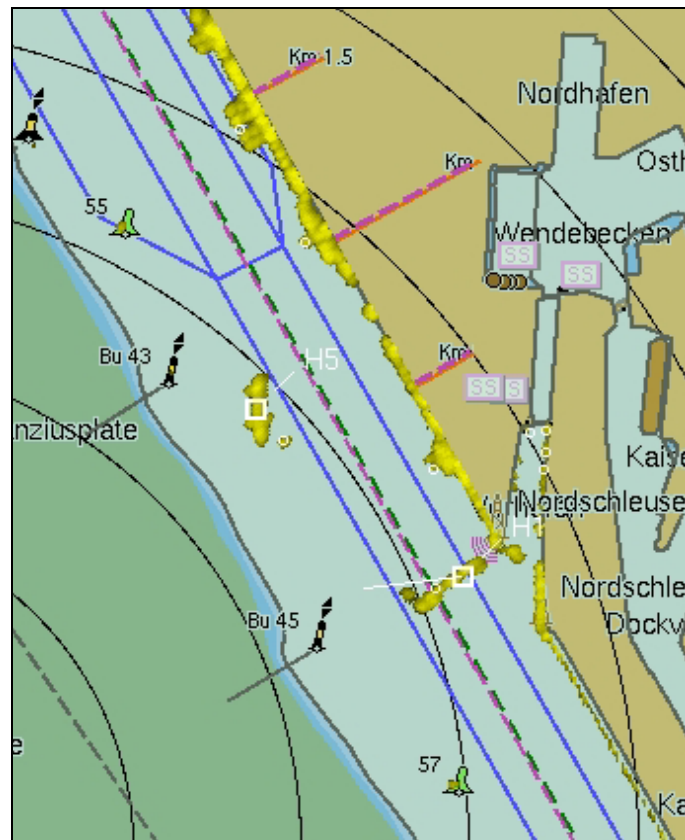 Km 1.5
Nordhafen
Km
Osth
55
Wendebecken
SS
SS
Bu 43
H5
Km
SS
S
nziusplate
Kaise
Nordschleuse
H1
Nordschle
Bu 45
Dockv
e
57
Ka